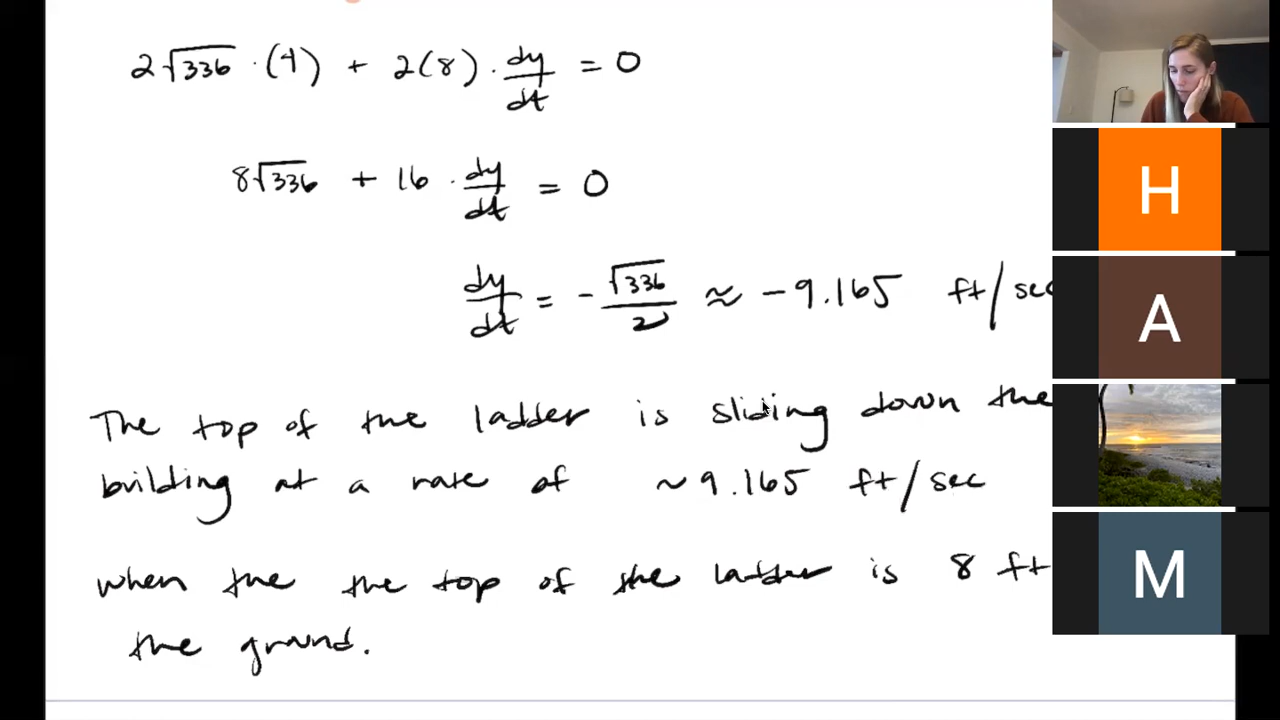 2√336 · (4) + 2(8) · dy/dt = 0
8√336 + 16 · dy/dt = 0
dy/dt = - √336/2 ≈ -9.165 ft/sec
The top of the ladder is sliding down the
building at a rate of ~9.165 ft/sec
when the the top of the ladder is 8 ft
the ground.
H
A
M